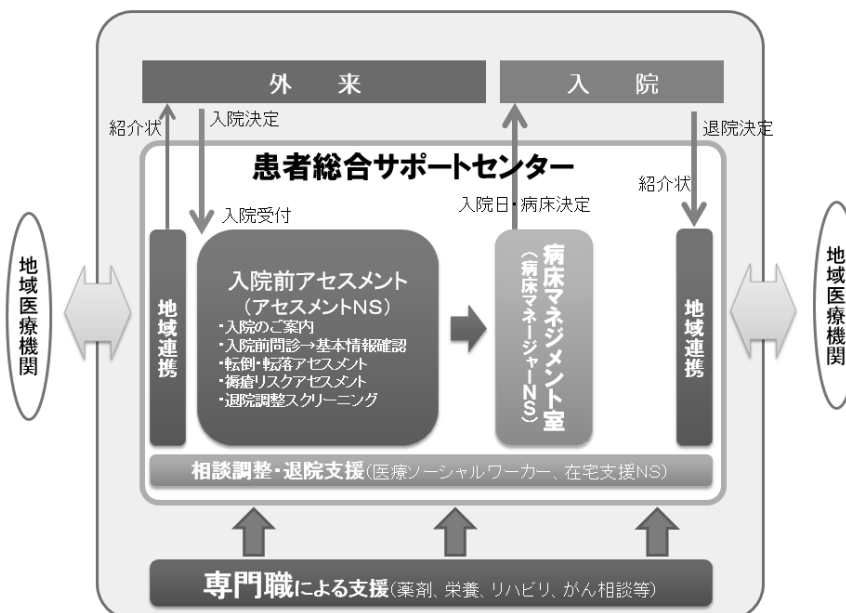 外　来
入　院
紹介状
入院決定
退院決定
患者総合サポートセンター
紹介状
入院受付
入院日・病床決定
地域医療機関
地域連携
入院前アセスメント
（アセスメントNS）
・入院のご案内
・入院前問診→基本情報確認
・転倒・転落アセスメント
・褥瘡リスクアセスメント
・退院調整スクリーニング
病床マネジメント室
（病床マネージャーNS）
地域連携
地域医療機関
相談調整・退院支援(医療ソーシャルワーカー、在宅支援NS)
専門職による支援(薬剤、栄養、リハビリ、がん相談等)